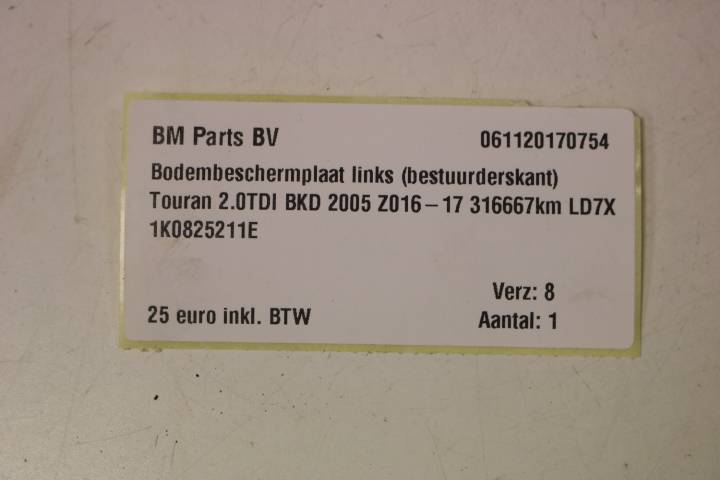 BM Parts BV 061120170754
Bodembeschermplaat links (bestuurderskant)
Touran 2.0TDI BKD 2005 Z016-17 316667km LD7X
1K0825211E
Verz: 8
25 euro inkl. BTW Aantal: 1